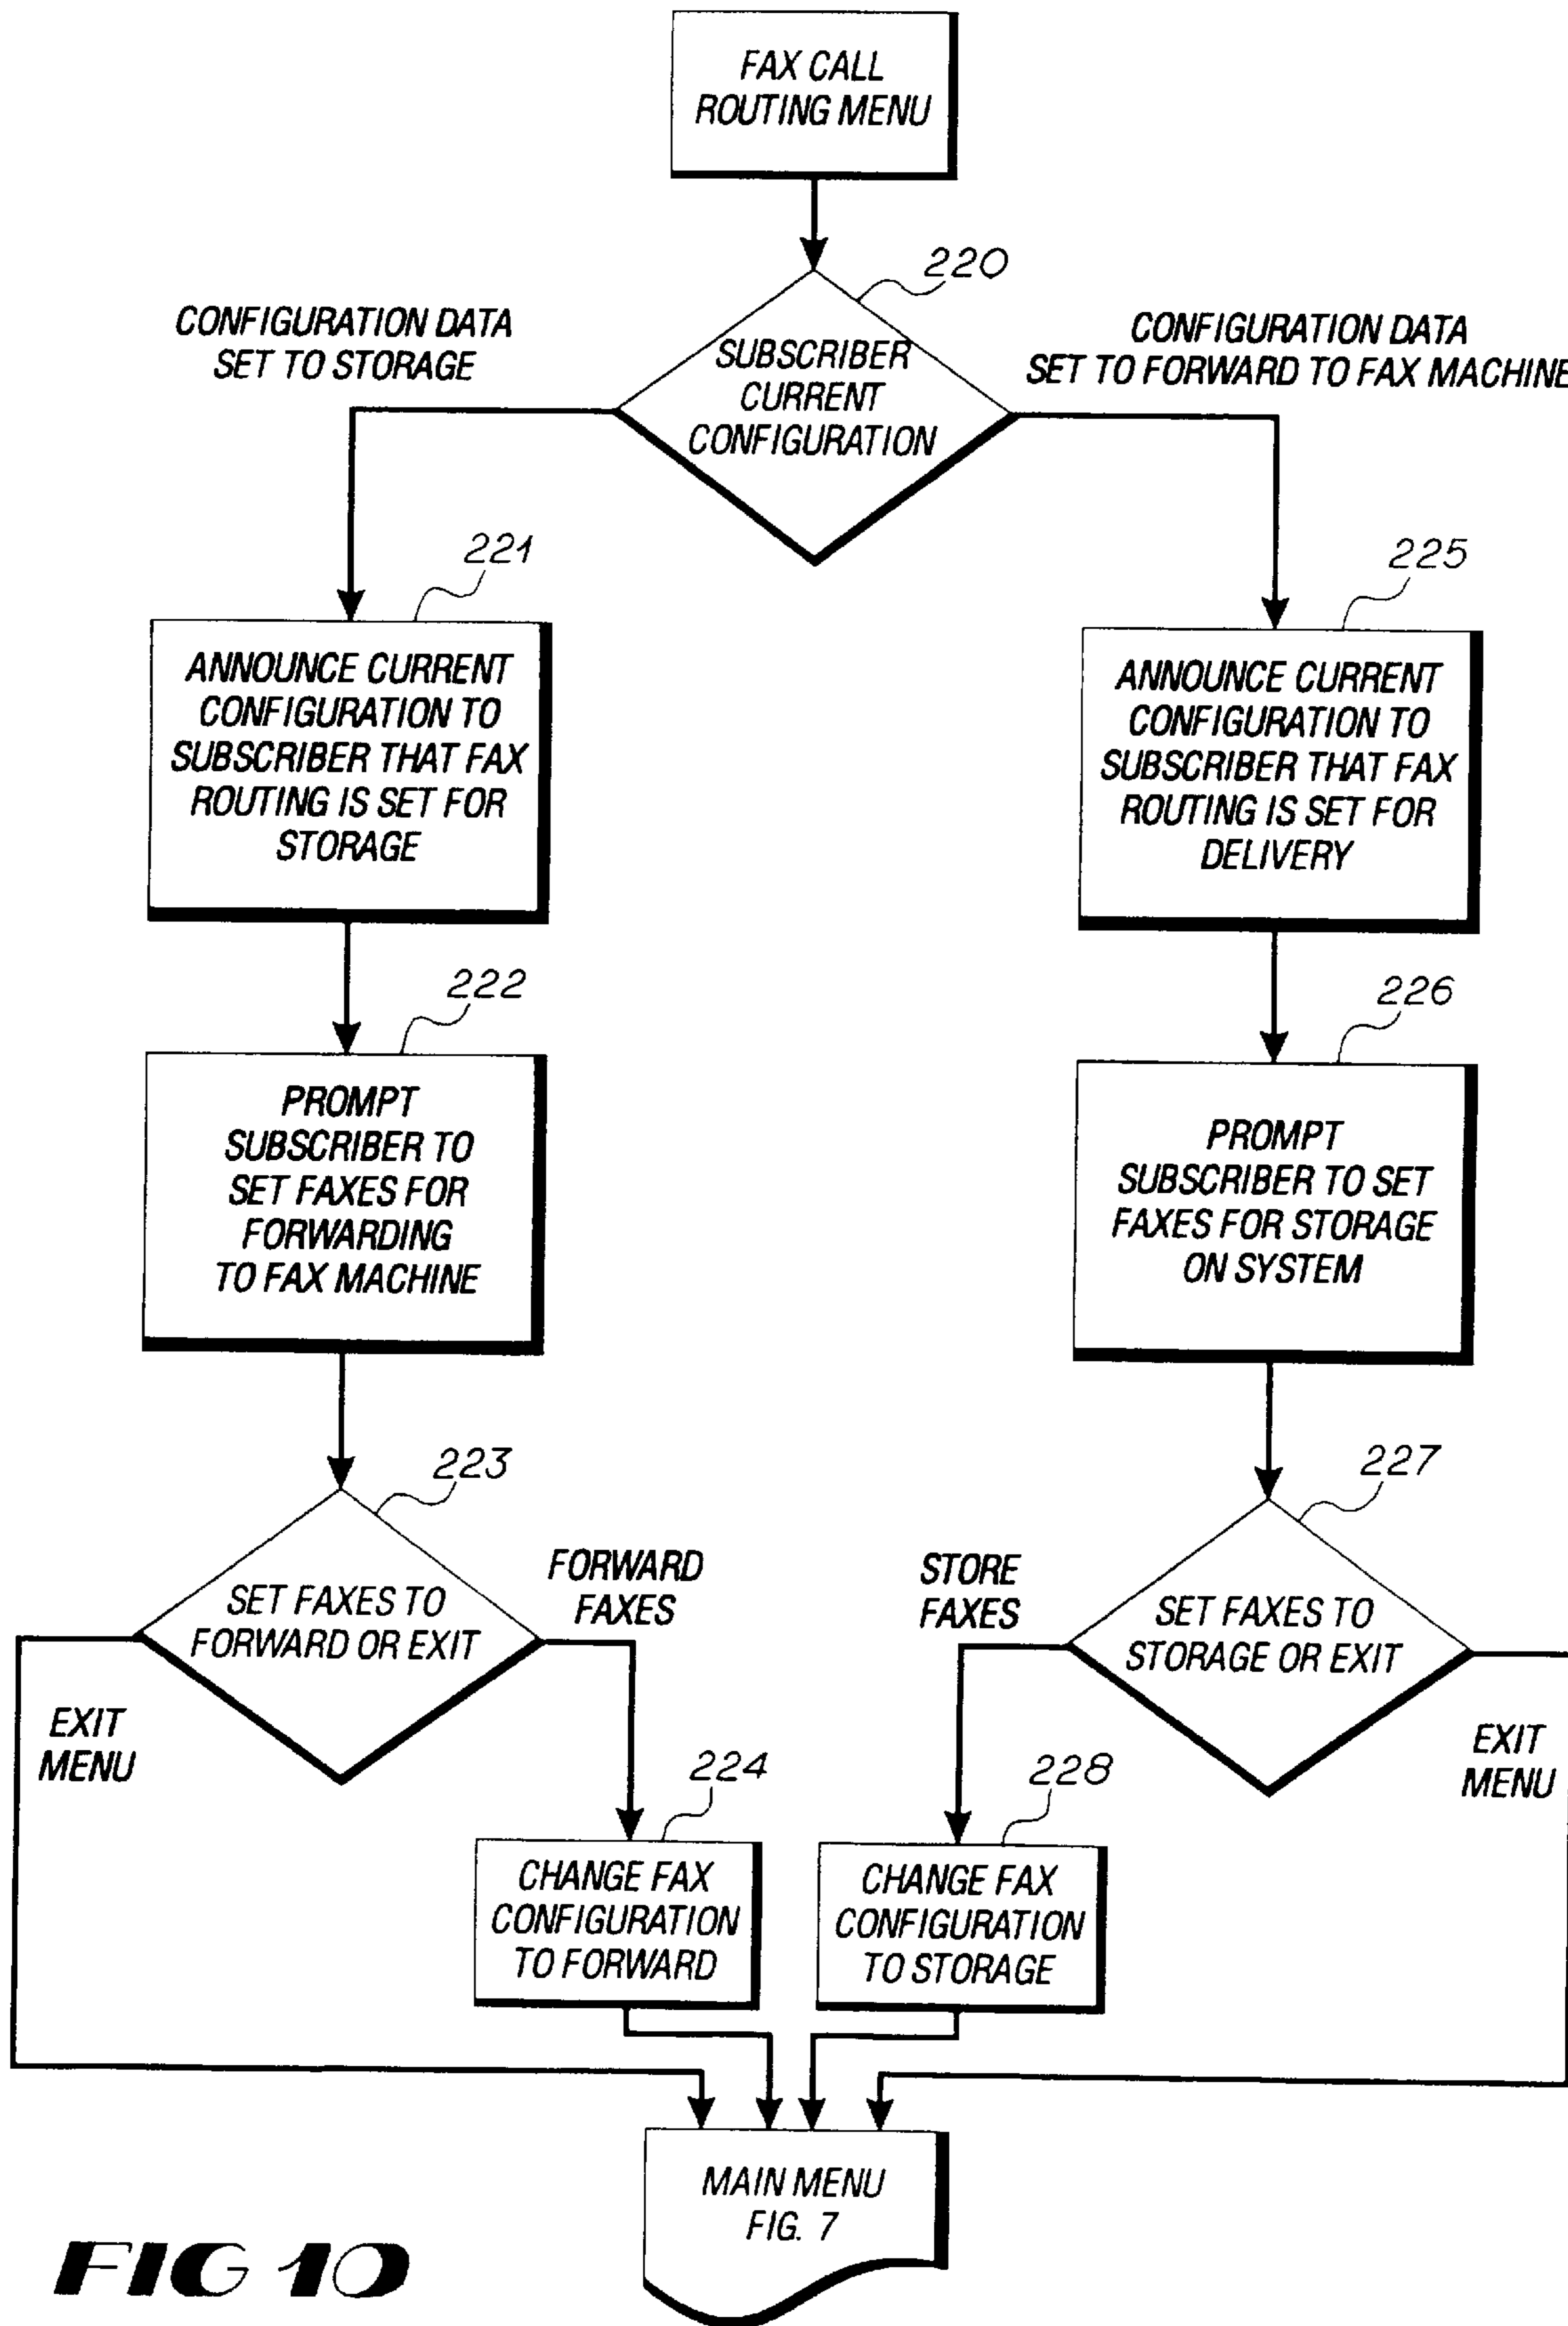 FAX CALL
ROUTING MENU
220
CONFIGURATION DATA
SET TO STORAGE
SUBSCRIBER
CURRENT
CONFIGURATION
CONFIGURATION DATA
SET TO FORWARD TO FAX MACHINE
221
ANNOUNCE CURRENT
CONFIGURATION TO
SUBSCRIBER THAT FAX
ROUTING IS SET FOR
STORAGE
225
ANNOUNCE CURRENT
CONFIGURATION TO
SUBSCRIBER THAT FAX
ROUTING IS SET FOR
DELIVERY
222
PROMPT
SUBSCRIBER TO
SET FAXES FOR
FORWARDING
TO FAX MACHINE
226
PROMPT
SUBSCRIBER TO SET
FAXES FOR STORAGE
ON SYSTEM
223
SET FAXES TO
FORWARD OR EXIT
FORWARD
FAXES
EXIT
MENU
227
STORE
FAXES
SET FAXES TO
STORAGE OR EXIT
EXIT
MENU
224
CHANGE FAX
CONFIGURATION
TO FORWARD
228
CHANGE FAX
CONFIGURATION
TO STORAGE
MAIN MENU
FIG. 7
FIG 10